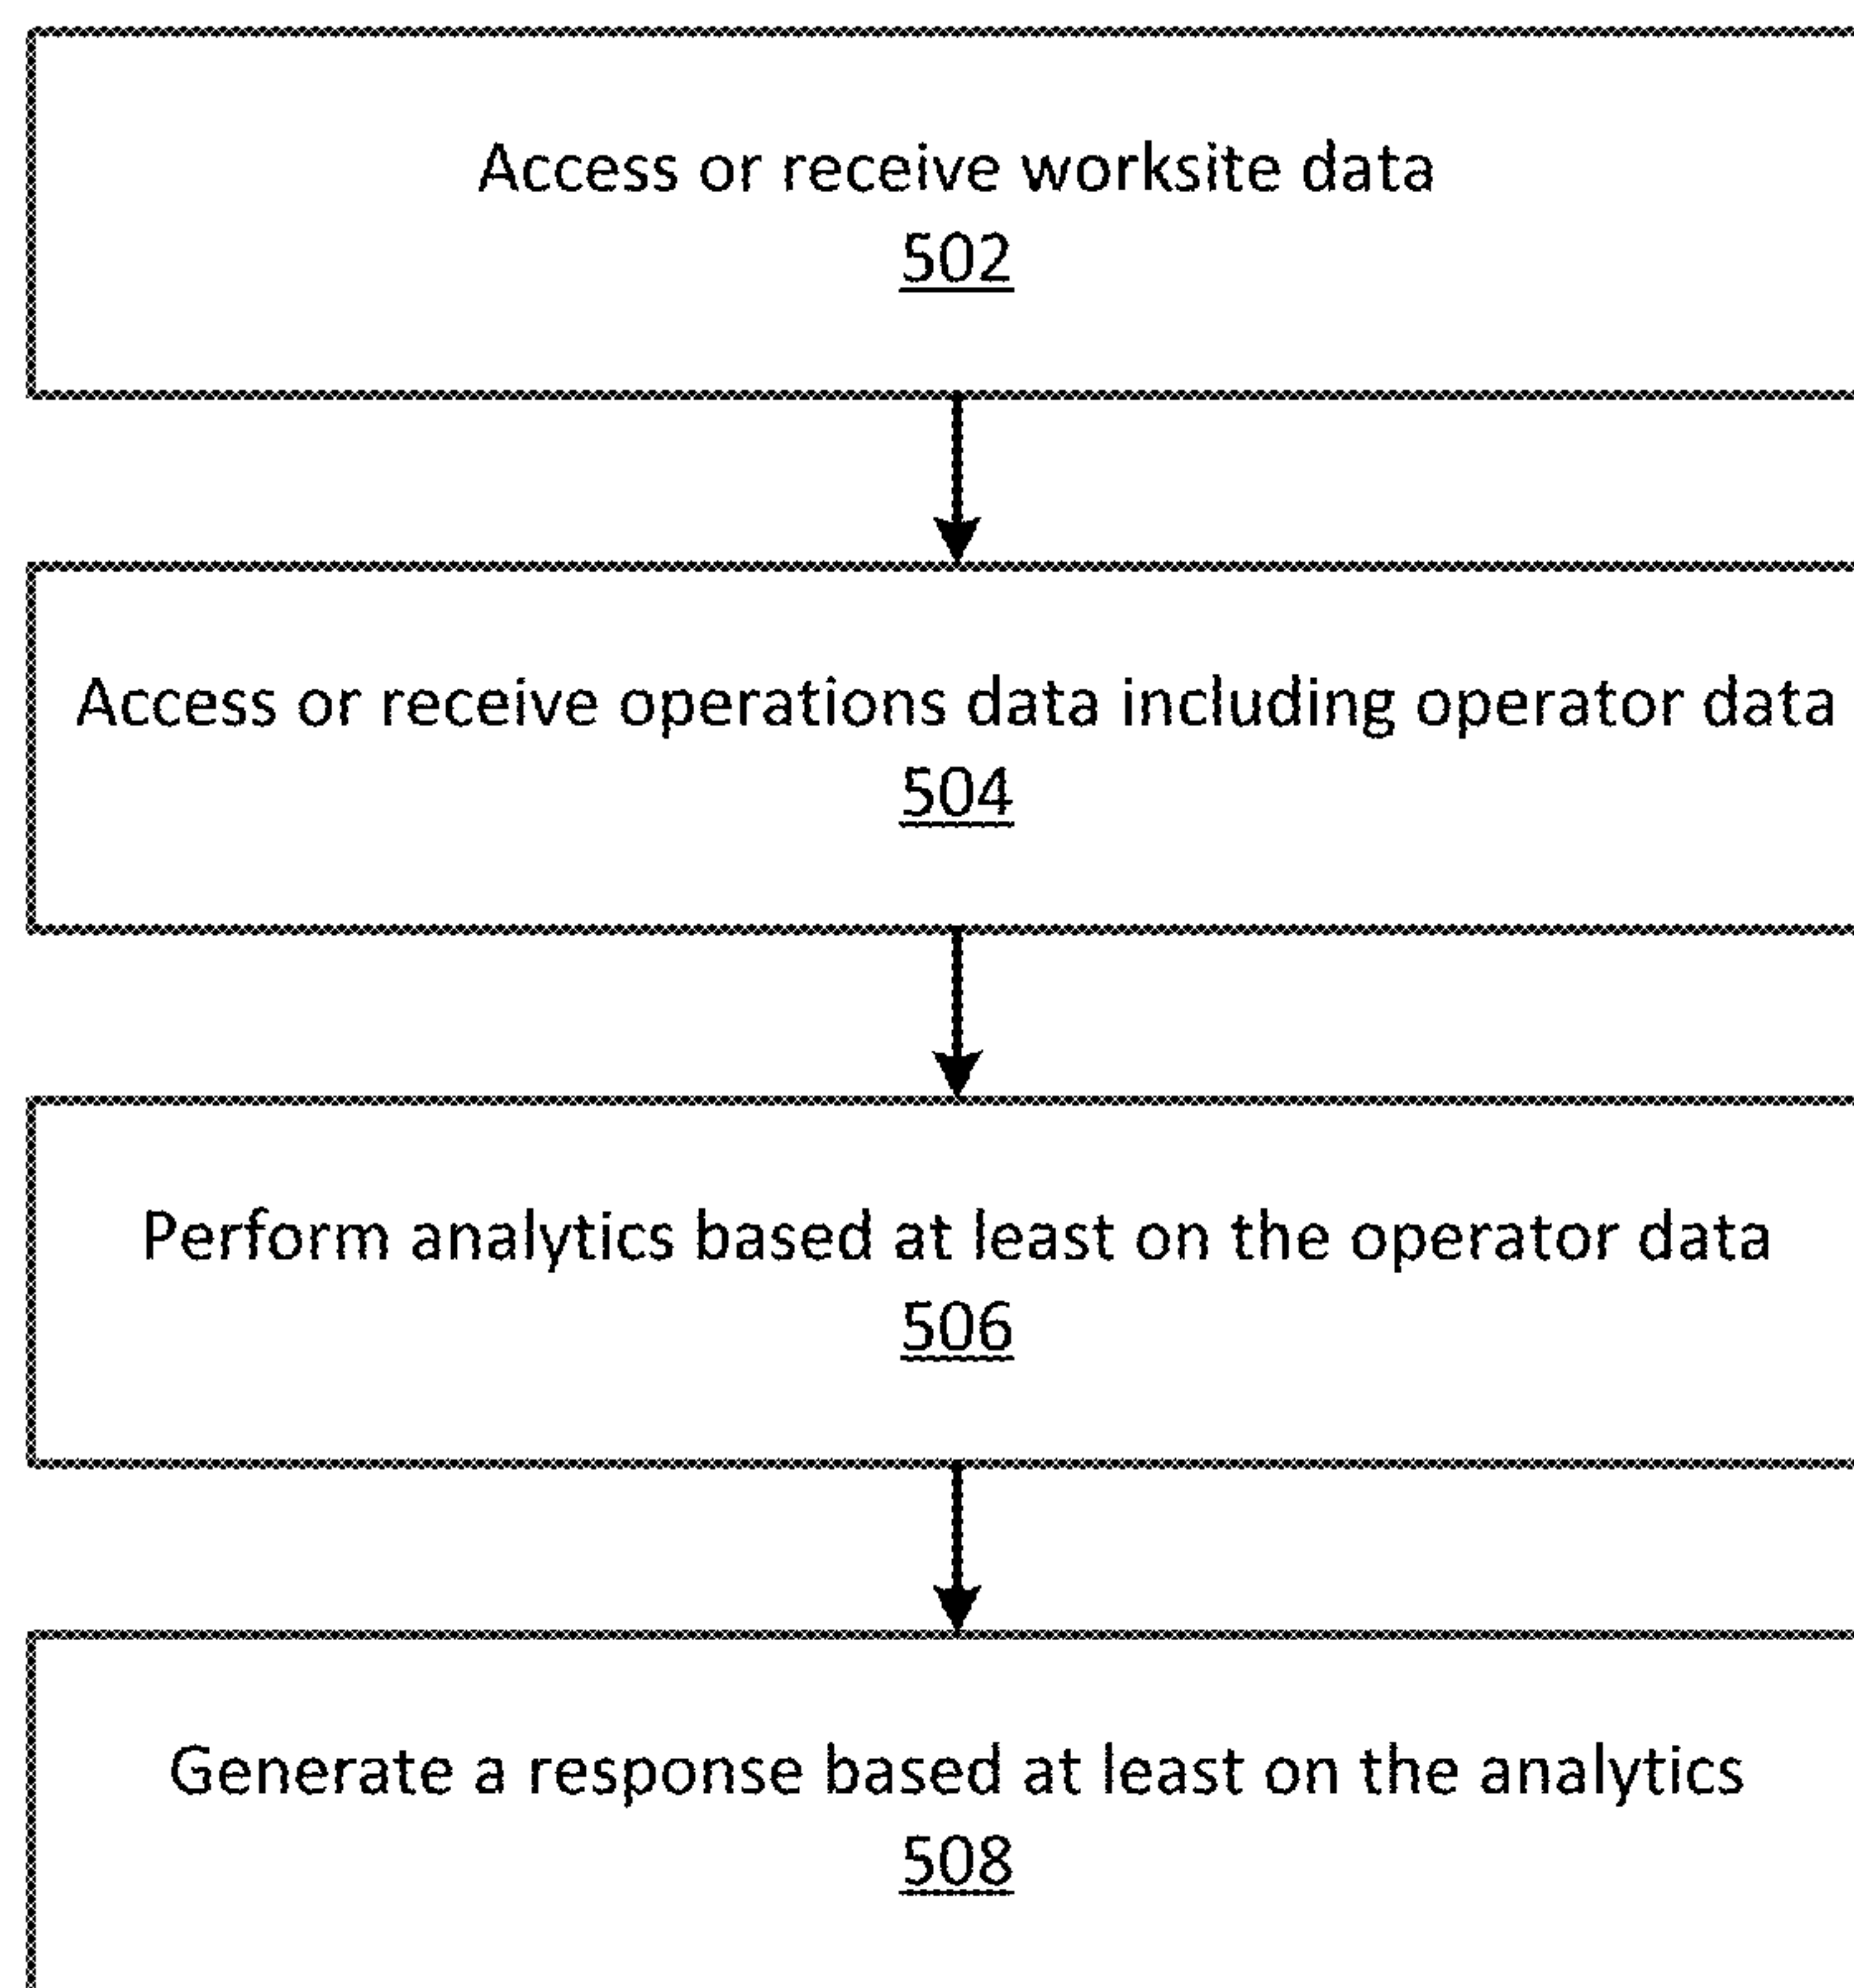 Access or receive worksite data
502
Access or receive operations data including operator data
504
Perform analytics based at least on the operator data
506
Generate a response based at least on the analytics
508